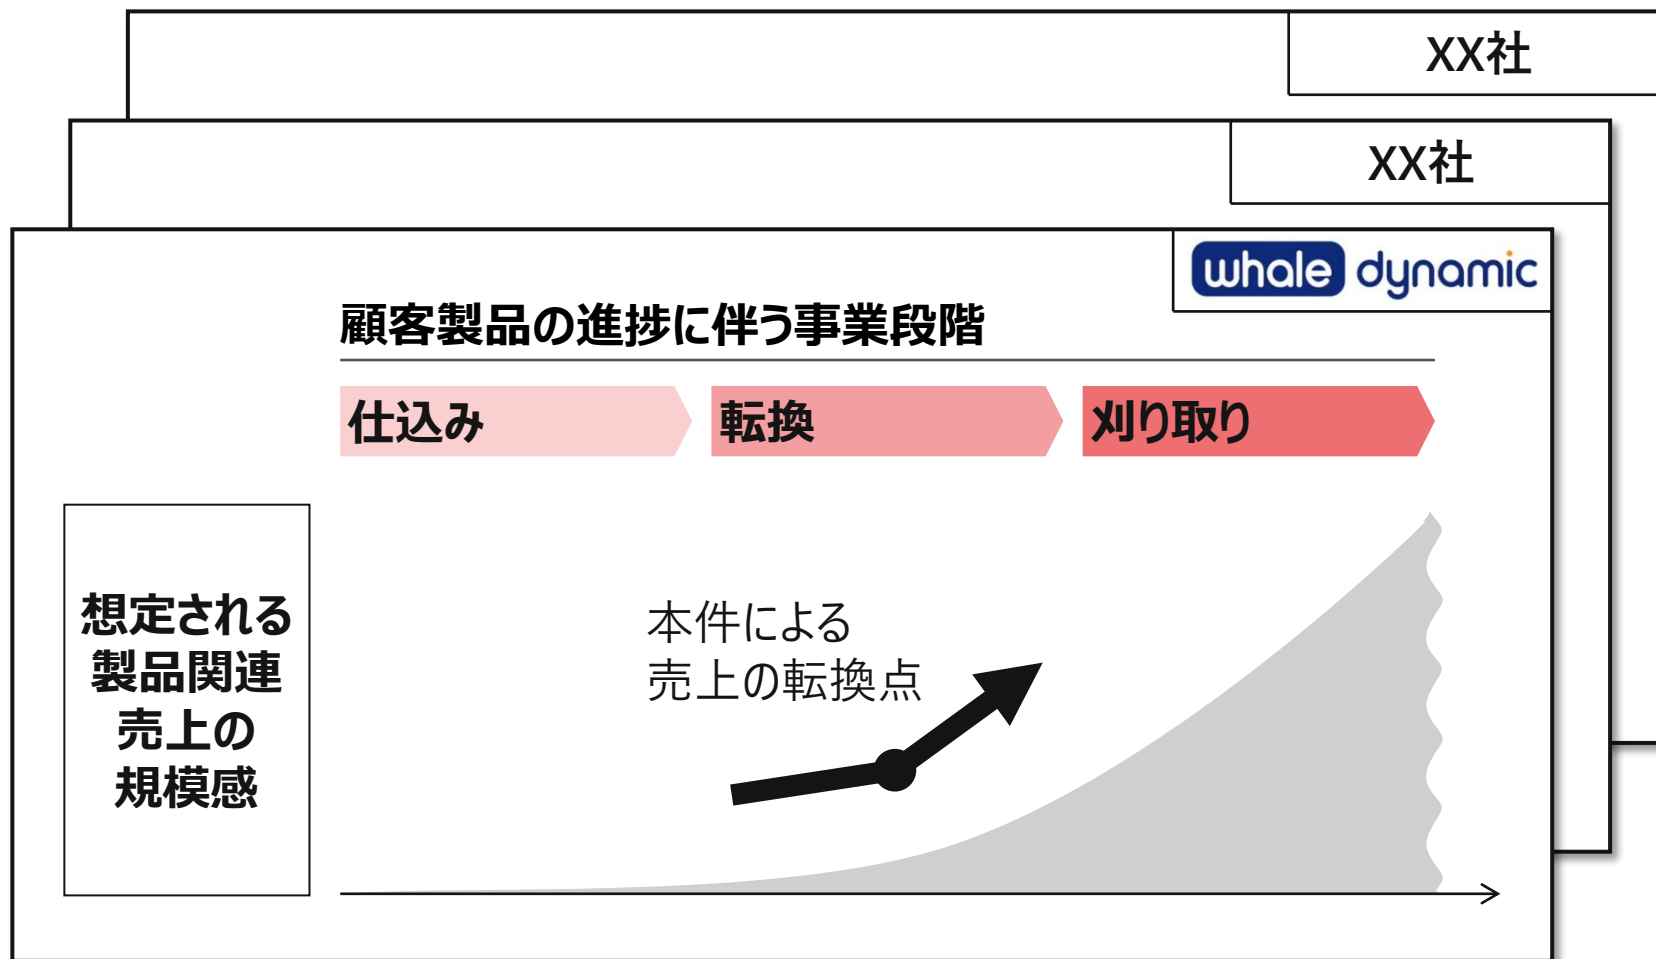 XX社
XX社
whale dynamic
顧客製品の進捗に伴う事業段階
仕込み
転換
刈り取り
想定される
製品関連
売上の
規模感
本件による
売上の転換点